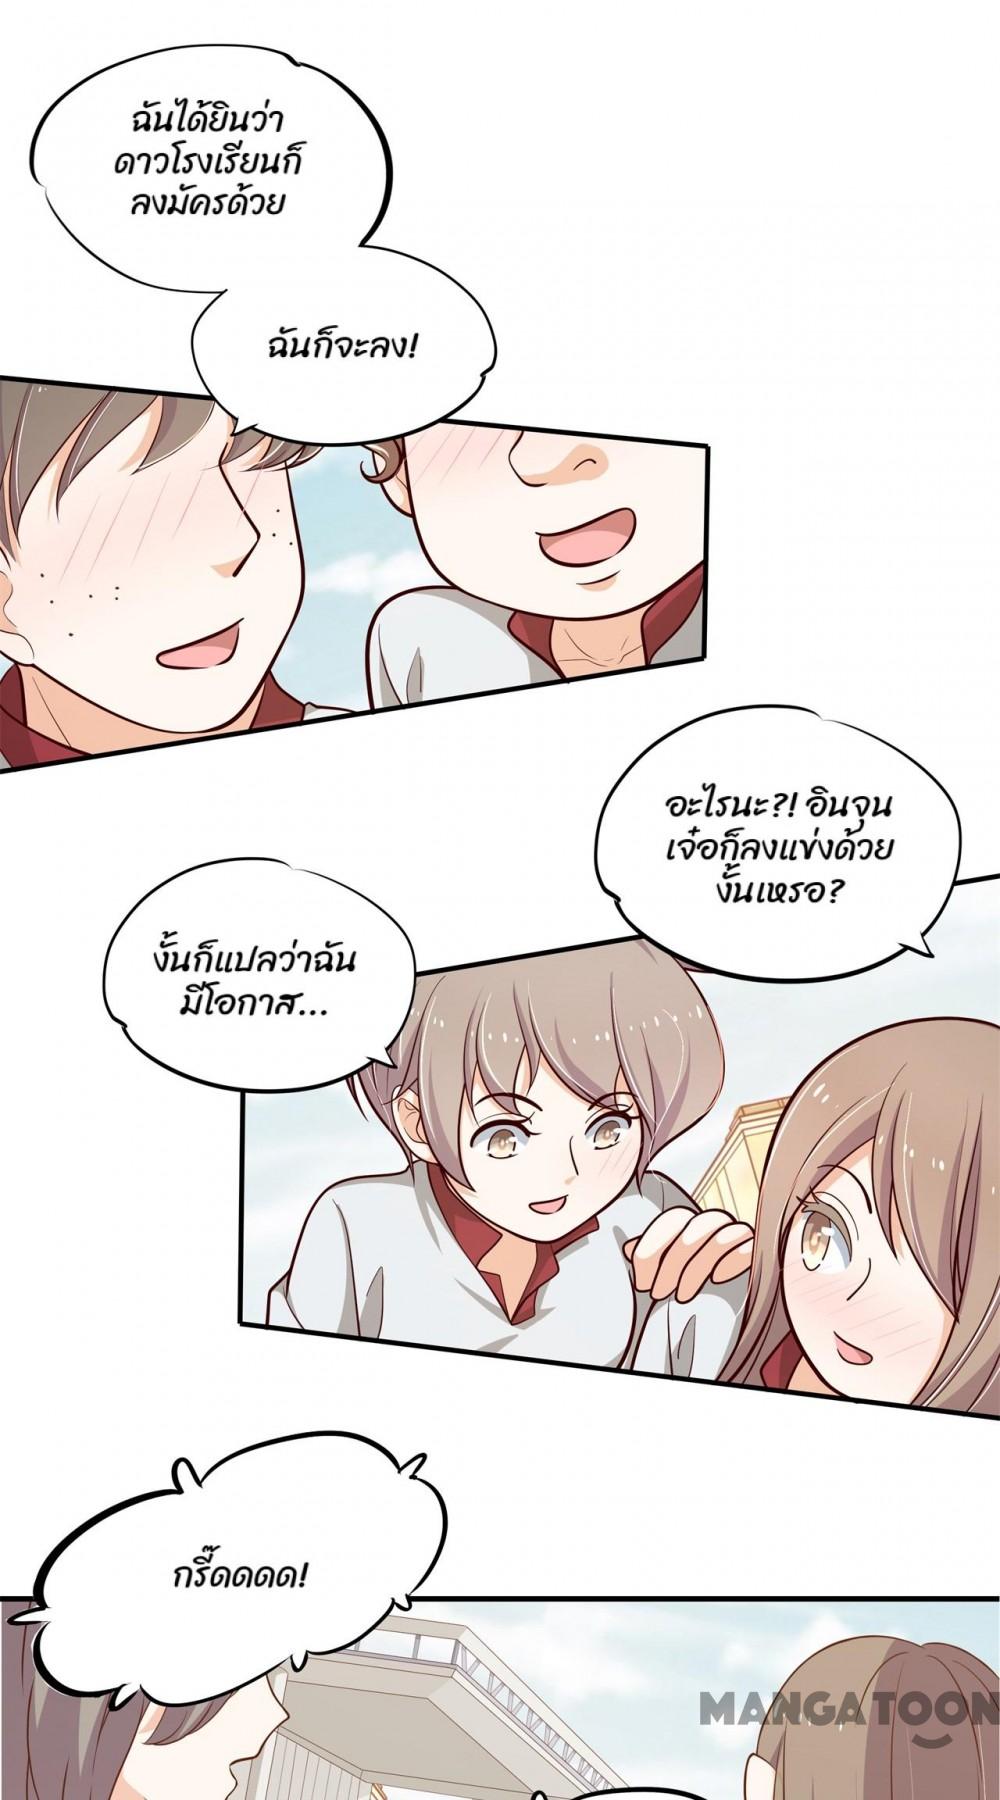 ฉันได้ยินว่า
ดาวโรงเรียนก็
ลงมัครด้วย
ฉันก็จะลง!
อะไรนะ?! อินจุน
เจ๋อก็ลงแข่งด้วย
งั้นเหรอ?
งั้นก็แปลว่าฉัน
มีโอกาส...
กรี๊ดดดด!
MANGATOON